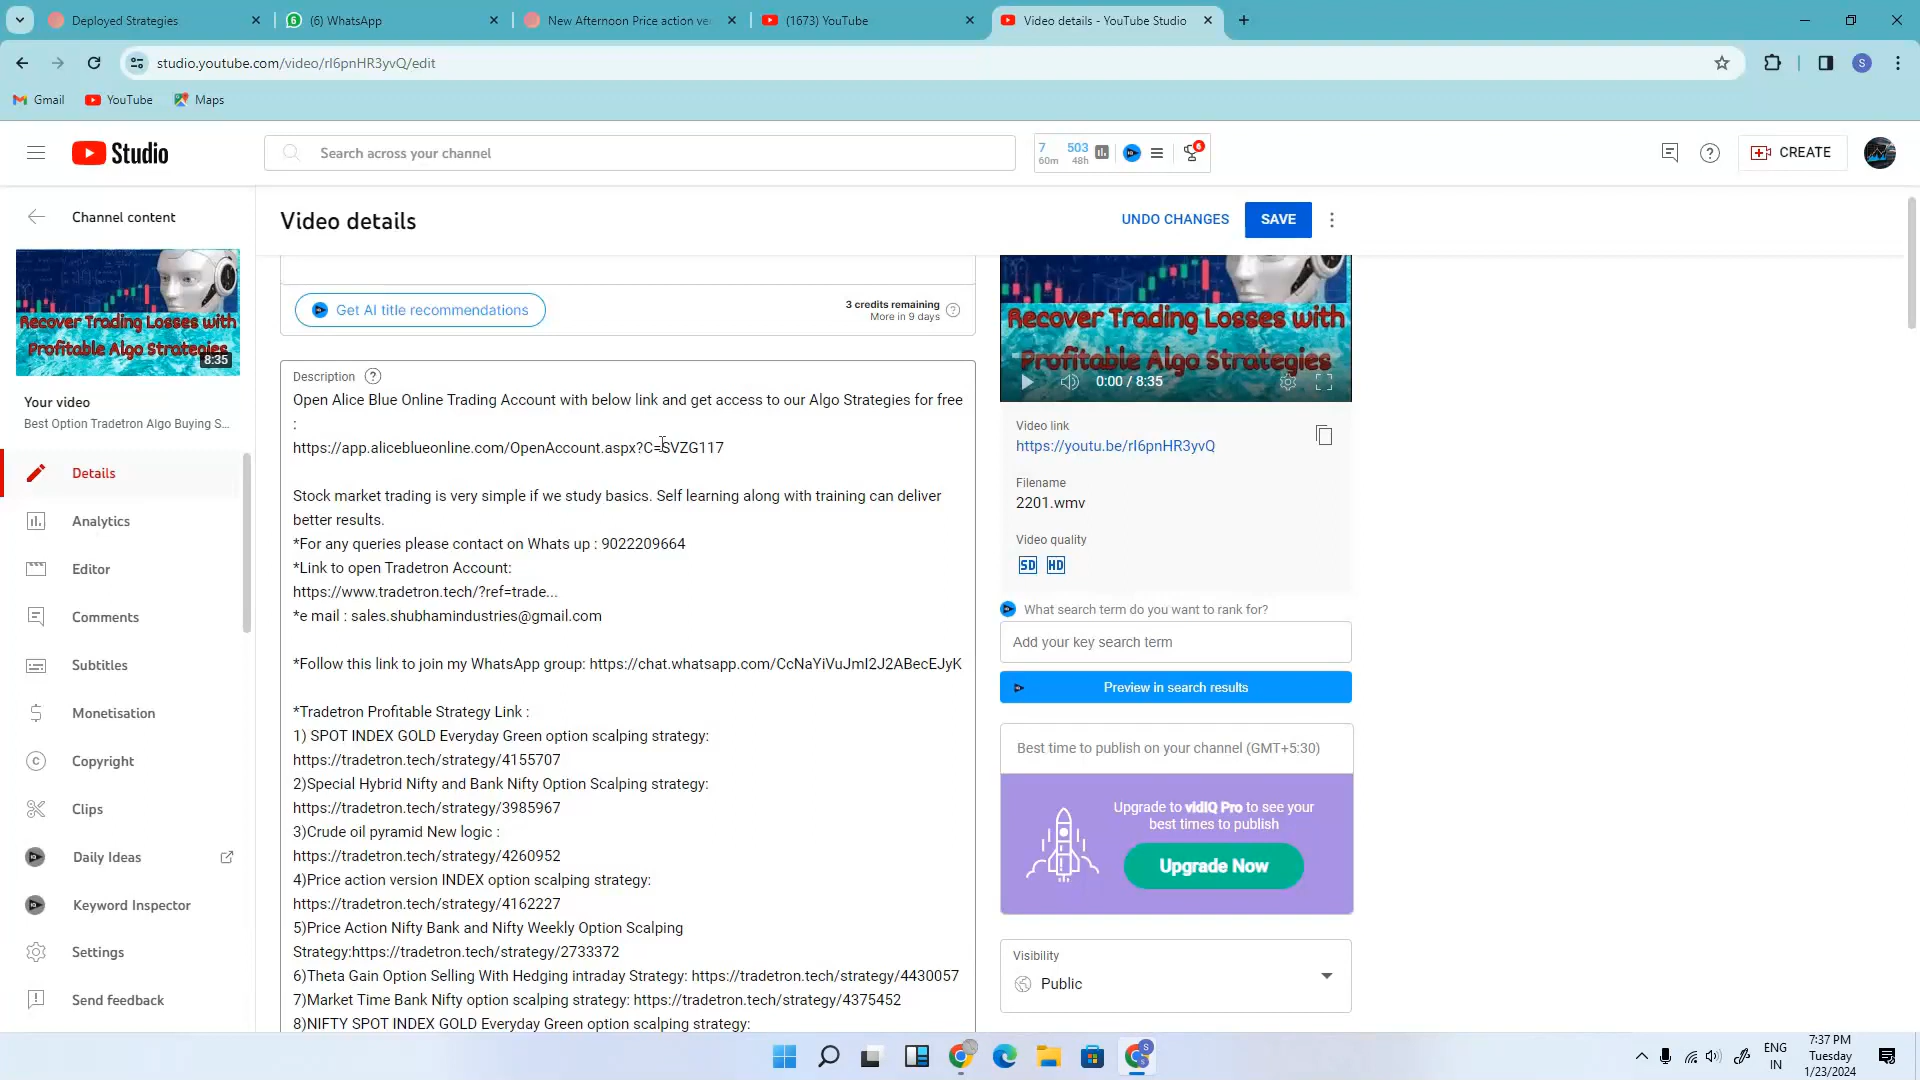 Deployed Strategies
(6) WhatsApp
New Afternoon Price action ve
(1673) YouTube
Video details - YouTube Studio
studio.youtube.com/video/rI6pnHR3yvQ/edit
S
Gmail
YouTube
Maps
Studio
Search across your channel
7
60m
503
48h
6
CREATE
Channel content
Video details
UNDO CHANGES
SAVE
Recover Trading Losses with
Profitable Algo Strategies
8:35
Your video
Best Option Tradetron Algo Buying S...
Details
Analytics
Editor
Comments
Subtitles
Monetisation
Copyright
Clips
Daily Ideas
Keyword Inspector
Settings
Send feedback
Get AI title recommendations
3 credits remaining
More in 9 days
Description
Open Alice Blue Online Trading Account with below link and get access to our Algo Strategies for free
:
https://app.aliceblueonline.com/OpenAccount.aspx?C=SVZG117
Stock market trading is very simple if we study basics. Self learning along with training can deliver
better results.
*For any queries please contact on Whats up : 9022209664
*Link to open Tradetron Account:
https://www.tradetron.tech/?ref=trade...
*e mail : sales.shubhamindustries@gmail.com
*Follow this link to join my WhatsApp group: https://chat.whatsapp.com/CcNaYiVuJmI2J2ABecEJyK
*Tradetron Profitable Strategy Link :
1) SPOT INDEX GOLD Everyday Green option scalping strategy:
https://tradetron.tech/strategy/4155707
2)Special Hybrid Nifty and Bank Nifty Option Scalping strategy:
https://tradetron.tech/strategy/3985967
3)Crude oil pyramid New logic :
https://tradetron.tech/strategy/4260952
4)Price action version INDEX option scalping strategy:
https://tradetron.tech/strategy/4162227
5)Price Action Nifty Bank and Nifty Weekly Option Scalping
Strategy:https://tradetron.tech/strategy/2733372
6)Theta Gain Option Selling With Hedging intraday Strategy: https://tradetron.tech/strategy/4430057
7)Market Time Bank Nifty option scalping strategy: https://tradetron.tech/strategy/4375452
8)NIFTY SPOT INDEX GOLD Everyday Green option scalping strategy:
Recover Trading Losses with
Profitable Algo Strategies
0:00 / 8:35
Video link
https://youtu.be/rI6pnHR3yvQ
Filename
2201.wmv
Video quality
SD HD
What search term do you want to rank for?
Add your key search term
Preview in search results
Best time to publish on your channel (GMT+5:30)
Upgrade to vidIQ Pro to see your
best times to publish
Upgrade Now
Visibility
Public
ENG
IN
7:37 PM
Tuesday
1/23/2024